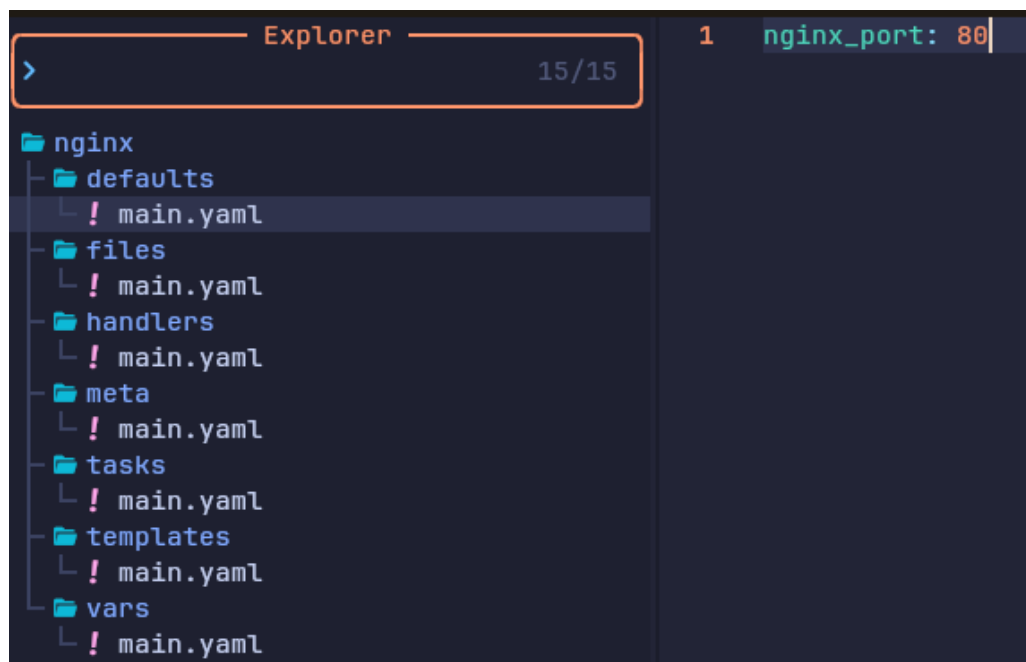 Explorer
> 15/15
nginx
defaults
! main.yaml
files
! main.yaml
handlers
! main.yaml
meta
! main.yaml
tasks
! main.yaml
templates
! main.yaml
vars
! main.yaml
1 nginx_port: 80